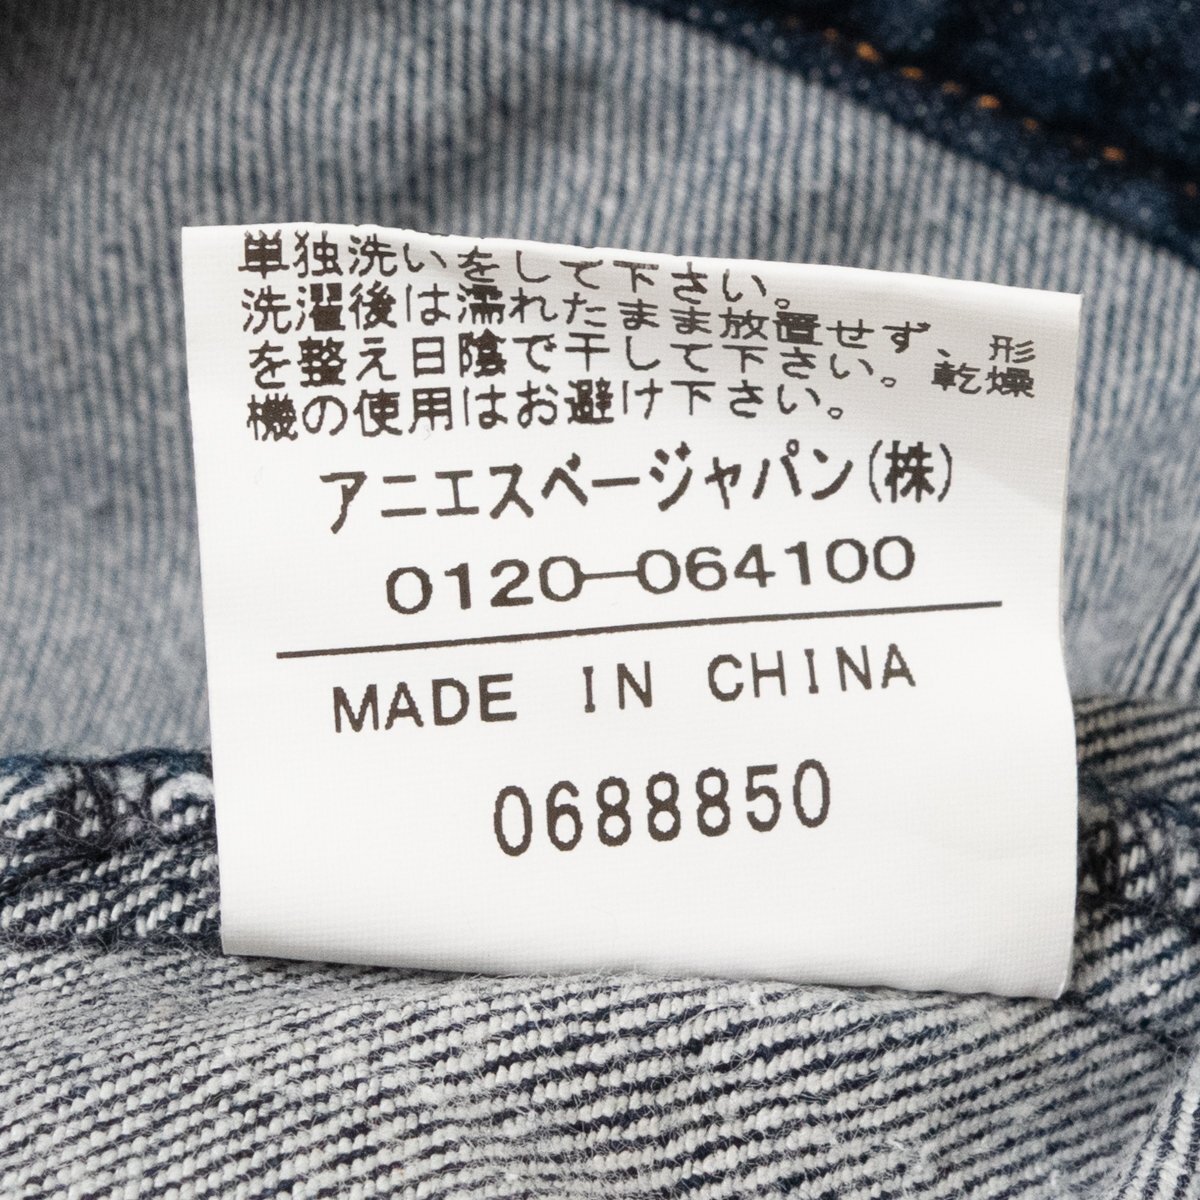 単独洗いをして下さい。
洗濯後は濡れたまま放置せず、形
を整え日陰で干して下さい。乾燥
機の使用はお避け下さい。
アニエスベージャパン(株)
0120-064100
MADE IN CHINA
0688850